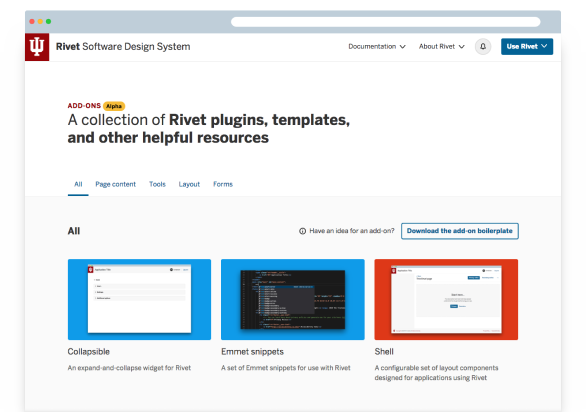 Rivet Software Design System
Documentation
About Rivet
Use Rivet
ADD-ONS Alpha
A collection of Rivet plugins, templates,
and other helpful resources
All
Page content
Tools
Layout
Forms
All
Have an idea for an add-on?
Download the add-on boilerplate
Collapsible
Emmet snippets
Shell
An expand-and-collapse widget for Rivet
A set of Emmet snippets for use with Rivet
A configurable set of layout components
designed for applications using Rivet